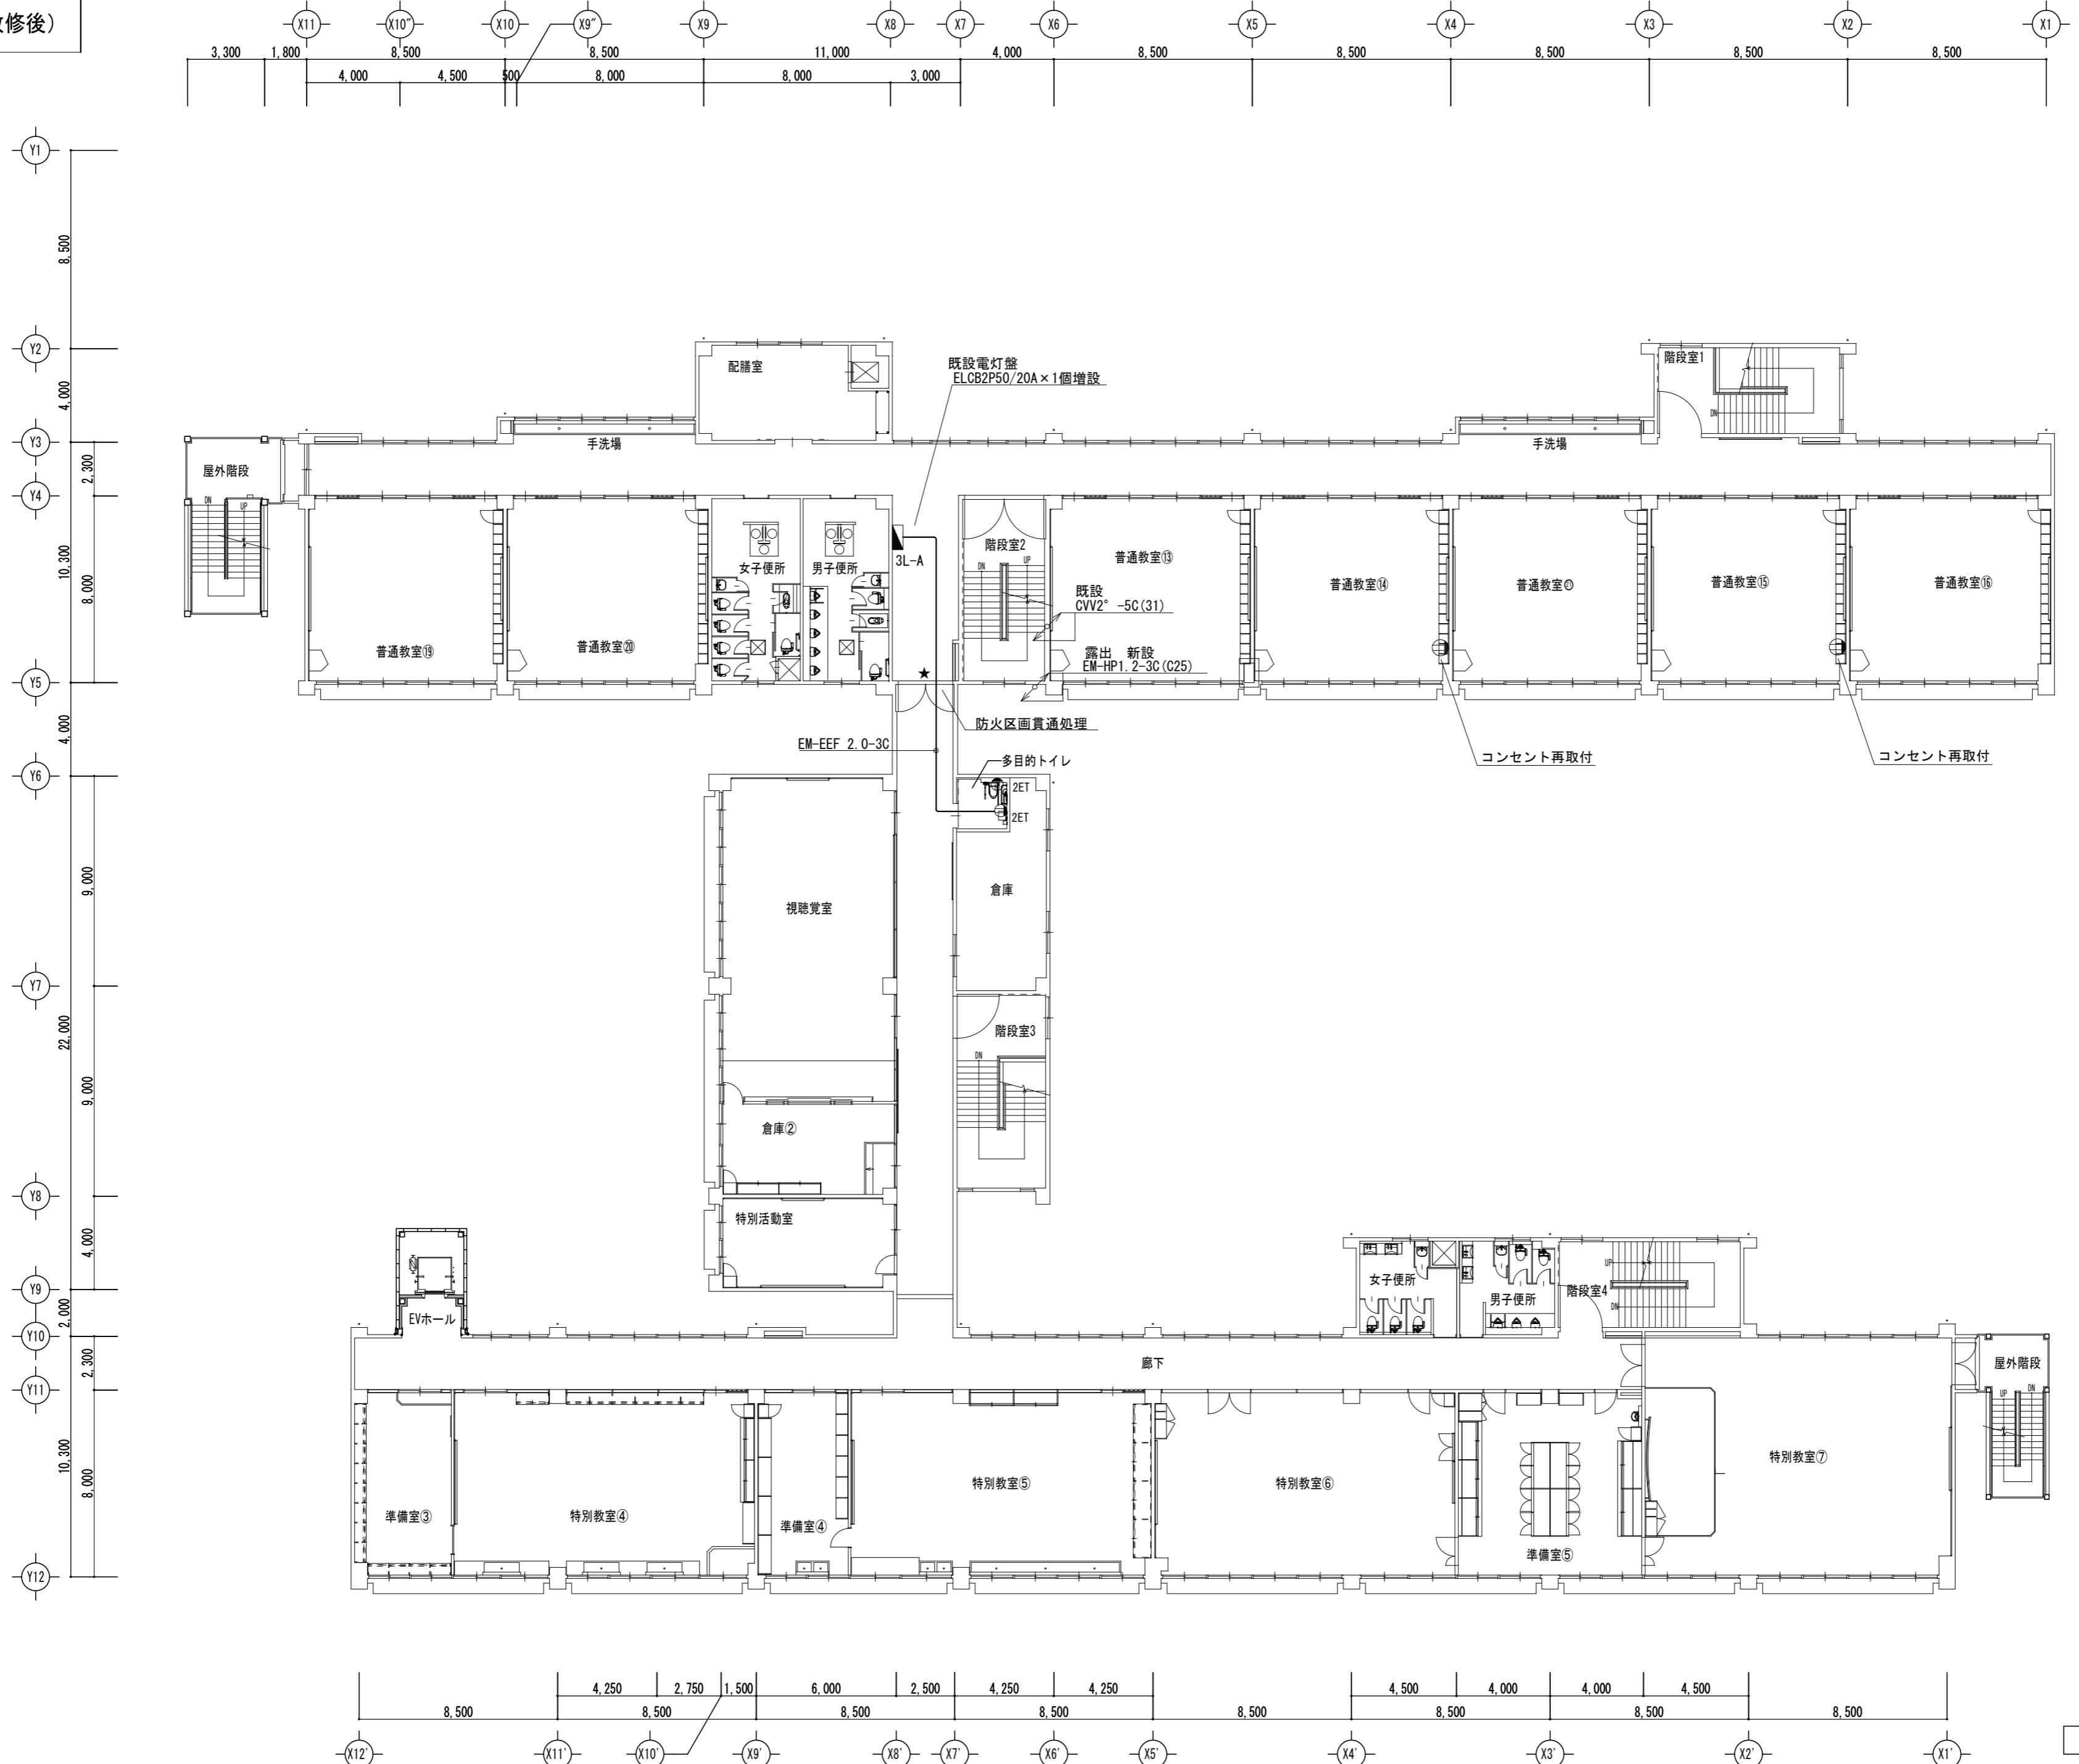 改修後）
X11 X10" X10 X9" X9 X8 X7 X6 X5 X4 X3 X2 X1
3,300 1,800 8,500 8,500 11,000 4,000 8,500 8,500 8,500 8,500 8,500
4,000 4,500 500 8,000 8,000 3,000
Y1
8,500
Y2
4,000
Y3
2,300
Y4
10,300
8,000
Y5
4,000
Y6
9,000
Y7
22,000
9,000
Y8
4,000
Y9
2,000
Y10
2,300
Y11
10,300
8,000
Y12
配膳室
既設電灯盤
ELCB2P50/20A×1個増設
階段室1
DN
手洗場
手洗場
屋外階段
DN UP
女子便所
男子便所
3L-A
階段室2
DN UP
普通教室⑬
普通教室⑭
普通教室⑰
普通教室⑮
普通教室⑯
既設
CVV2°-5C(31)
普通教室⑲
普通教室⑳
露出 新設
EM-HP1.2-3C(C25)
★
防火区画貫通処理
EM-EEF 2.0-3C
コンセント再取付
コンセント再取付
多目的トイレ
2ET
2ET
倉庫
視聴覚室
階段室3
DN
倉庫②
特別活動室
EVホール
女子便所
男子便所
階段室4
UP
DN
廊下
屋外階段
UP DN
準備室③
特別教室④
準備室④
特別教室⑤
特別教室⑥
準備室⑤
特別教室⑦
4,250 2,750 1,500 6,000 2,500 4,250 4,250 4,500 4,000 4,000 4,500
8,500 8,500 8,500 8,500 8,500 8,500 8,500 8,500
X12' X11' X10' X9' X8' X7' X6' X5' X4' X3' X2' X1'